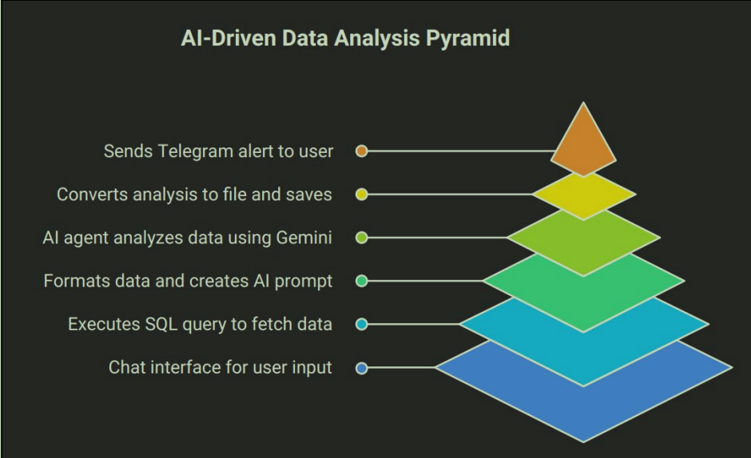 AI-Driven Data Analysis Pyramid
Sends Telegram alert to user
Converts analysis to file and saves
AI agent analyzes data using Gemini
Formats data and creates AI prompt
Executes SQL query to fetch data
Chat interface for user input